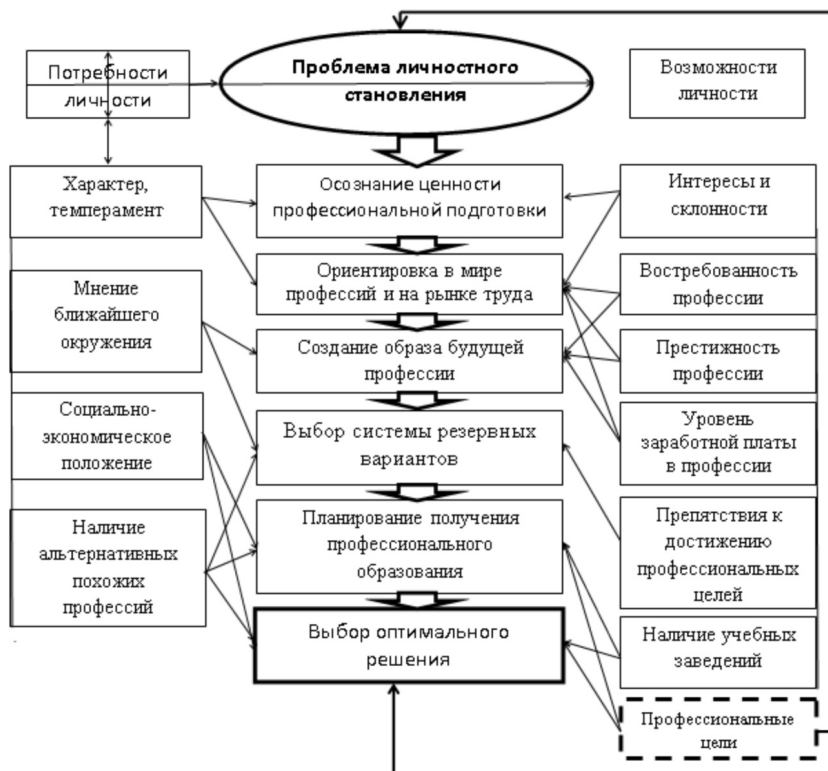 Потребности
личности
Проблема личностного
становления
Возможности
личности
Характер,
темперамент
Осознание ценности
профессиональной подготовки
Интересы и
склонности
Мнение
ближайшего
окружения
Ориентировка в мире
профессий и на рынке труда
Востребованность
профессии
Создание образа будущей
профессии
Престижность
профессии
Социально-
экономическое
положение
Выбор системы резервных
вариантов
Уровень
заработной платы
в профессии
Наличие
альтернативных
похожих
профессий
Планирование получения
профессионального
образования
Препятствия к
достижению
профессиональных
целей
Выбор оптимального
решения
Наличие учебных
заведений
Профессиональные
цели